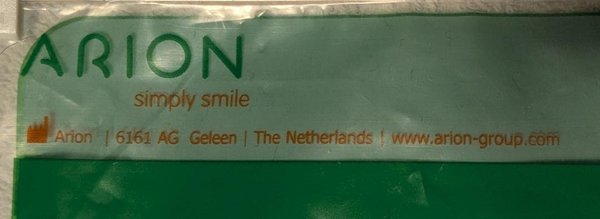 ARION
simply smile
Arion | 6161 AG Geleen | The Netherlands | www.arion-group.com